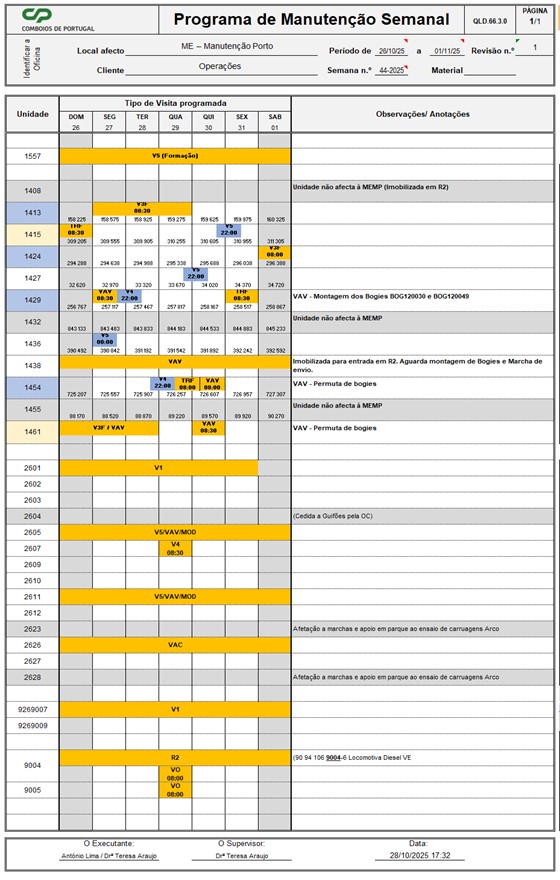 CP
COMBOIOS DE PORTUGAL
Programa de Manutenção Semanal
QLD.66.3.0
PÁGINA
1/1
Identificar a Oficina
Local afecto ME – Manutenção Porto Período de 26/10/25 a 01/11/25 Revisão n.º 1
Cliente Operações Semana n.º 44-2025 Material
Unidade Tipo de Visita programada Observações/ Anotações
DOM SEG TER QUA QUI SEX SAB
26 27 28 29 30 31 01
1557 V5 (Formação)
1408 Unidade não afecta à MEMP (Imobilizada em R2)
1413 V3F 08:30
158 225 158 575 158 925 159 275 159 625 159 975 160 325
1415 TRF 08:30 V5 22:00
309 205 309 555 309 905 310 255 310 605 310 955 311 305
1424 V3F 08:00
294 288 294 638 294 988 295 338 295 688 296 038 296 388
1427 V5 22:00
32 620 32 970 33 320 33 670 34 020 34 370 34 720
1429 VAV 08:30 V4 22:00 TRF 08:30 VAV - Montagem dos Bogies BOG120030 e BOG120049
256 767 257 117 257 467 257 817 258 167 258 517 258 867
1432 Unidade não afecta à MEMP
843 133 843 483 843 833 844 183 844 533 844 883 845 233
1436 V5 00:00
390 492 390 842 391 192 391 542 391 892 392 242 392 592
1438 VAV Imobilizada para entrada em R2. Aguarda montagem de Bogies e Marcha de
envio.
1454 V4 22:00 TRF 08:00 VAV 08:00 VAV - Permuta de bogies
725 207 725 557 725 907 726 257 726 607 726 957 727 307
1455 Unidade não afecta à MEMP
88 170 88 520 88 870 89 220 89 570 89 920 90 270
1461 V3F / VAV VAV 08:30 VAV - Permuta de bogies
2601 V1
2602
2603
2604 (Cedida a Guifões pela OC)
2605 V5/VAV/MOD
2607 V4 08:30
2609
2610
2611 V5/VAV/MOD
2612
2623 Afetação a marchas e apoio em parque ao ensaio de carruagens Arco
2626 VAC
2627
2628 Afetação a marchas e apoio em parque ao ensaio de carruagens Arco
9269007 V1
9269009
9004 R2 (90 94 106 9004-6 Locomotiva Diesel VE
VO 08:00
9005 VO 08:00
O Executante: O Supervisor: Data:
António Lima / Drª Teresa Araujo Drª Teresa Araujo 28/10/2025 17:32